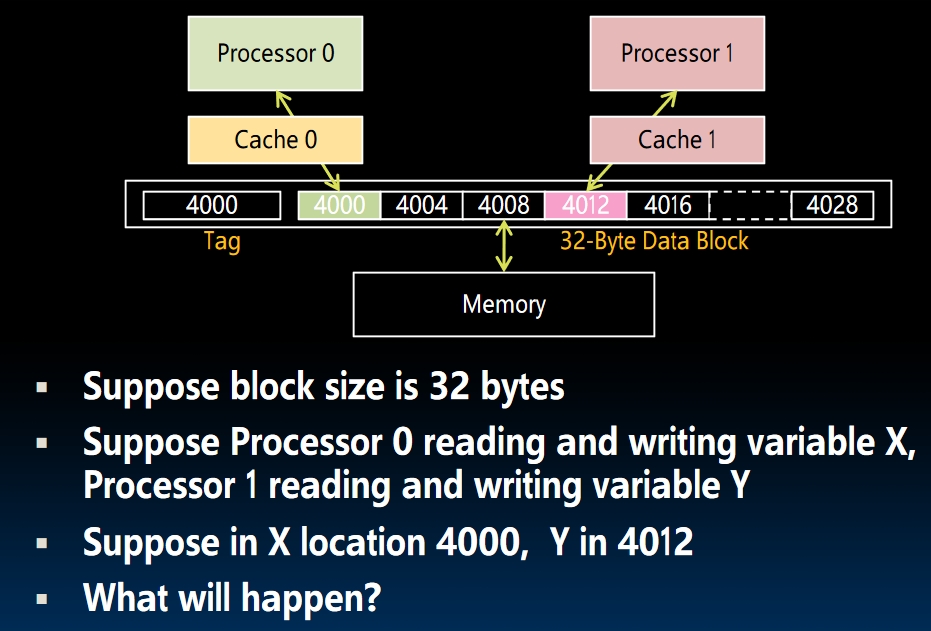 Processor 0
Processor 1
Cache 0
Cache 1
4000 4000 4004 4008 4012 4016 4028
Tag
32-Byte Data Block
Memory
▪ Suppose block size is 32 bytes
▪ Suppose Processor 0 reading and writing variable X,
Processor 1 reading and writing variable Y
▪ Suppose in X location 4000, Y in 4012
▪ What will happen?